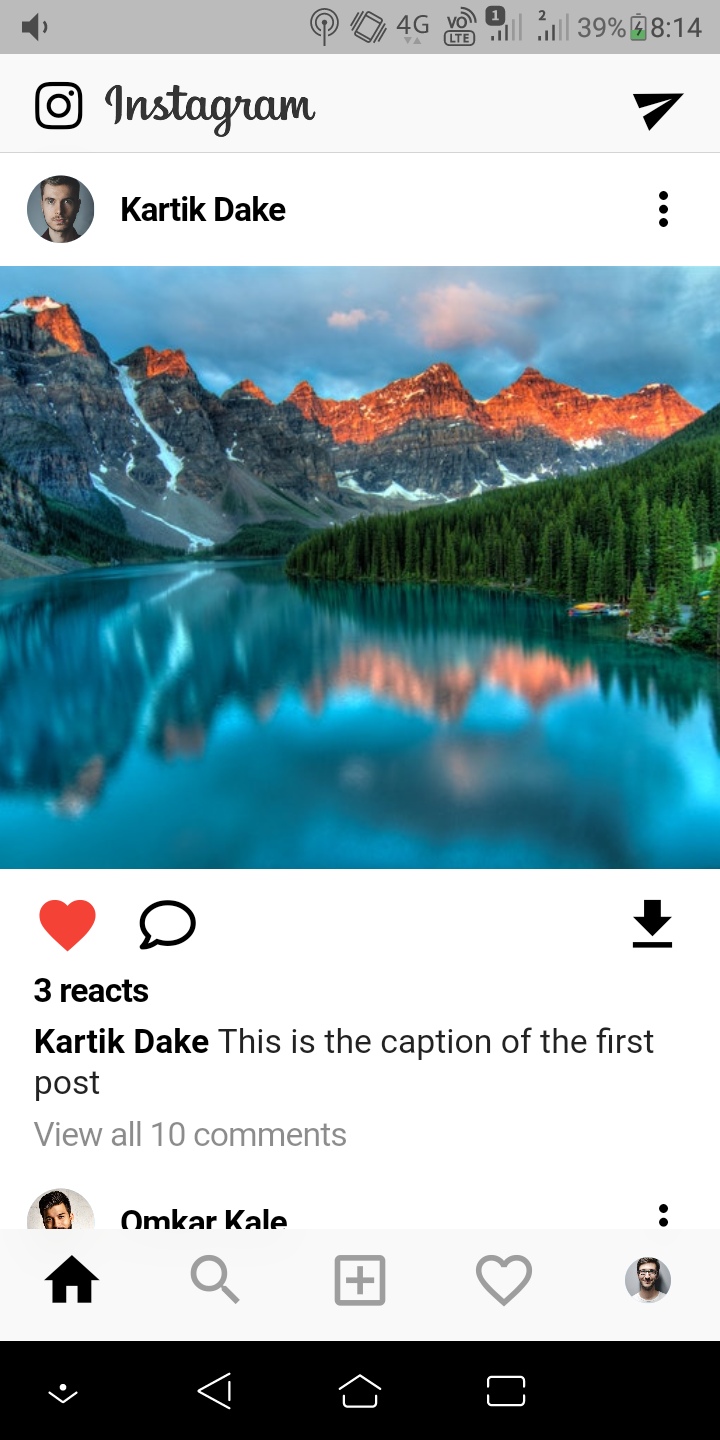 4G VO LTE 1 2 39% 8:14
Instagram
Kartik Dake
3 reacts
Kartik Dake This is the caption of the first
post
View all 10 comments
Omkar Kale